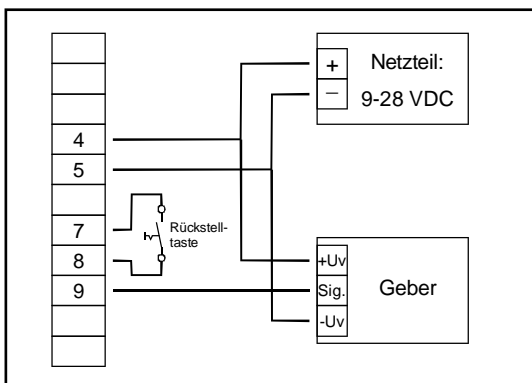 4
5
7
8
9
Rückstell-
taste
+
−
Netzteil:
9-28 VDC
+Uv
Sig.
-Uv
Geber